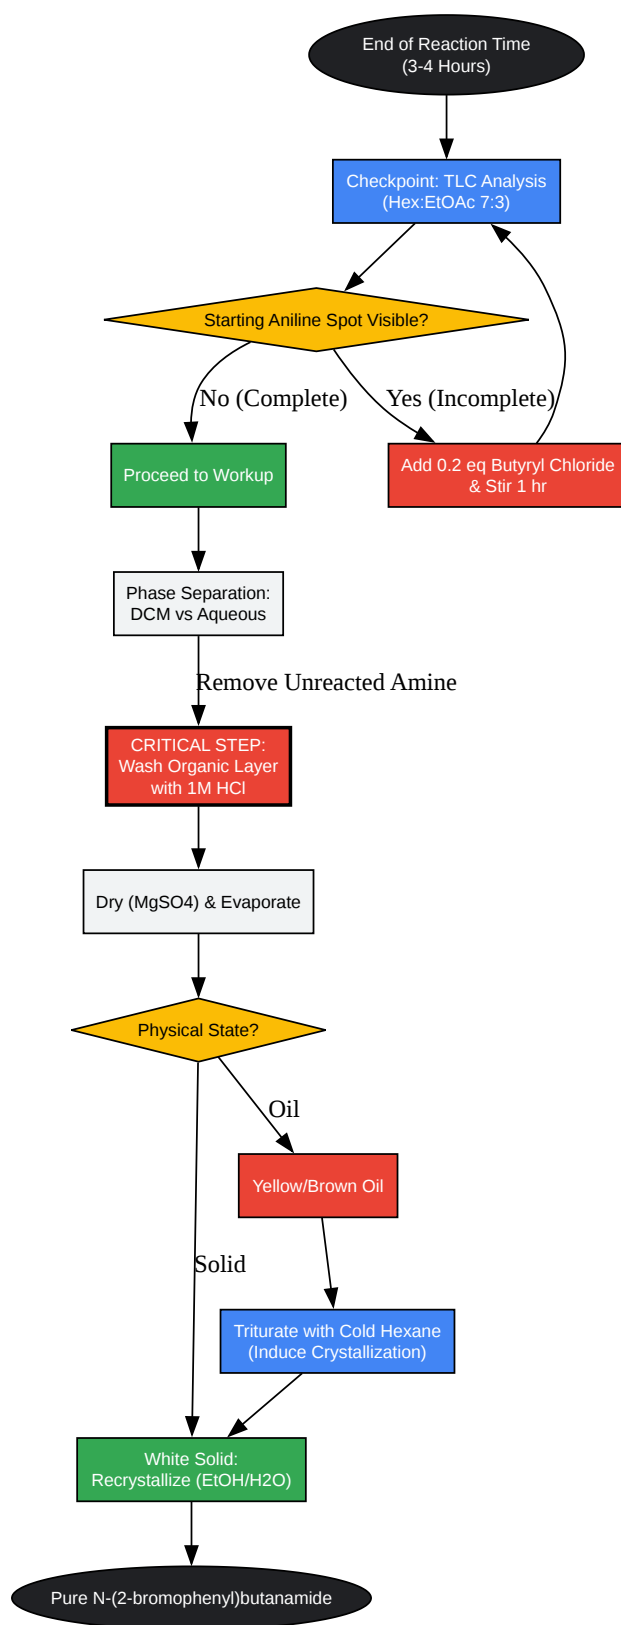 End of Reaction Time
(3-4 Hours)
Checkpoint: TLC Analysis
(Hex:EtOAc 7:3)
Starting Aniline Spot Visible?
No (Complete)
Yes (Incomplete)
Proceed to Workup
Add 0.2 eq Butyryl Chloride
& Stir 1 hr
Phase Separation:
DCM vs Aqueous
Remove Unreacted Amine
CRITICAL STEP:
Wash Organic Layer
with 1M HCl
Dry (MgSO4) & Evaporate
Physical State?
Oil
Yellow/Brown Oil
Solid
Triturate with Cold Hexane
(Induce Crystallization)
White Solid:
Recrystallize (EtOH/H2O)
Pure N-(2-bromophenyl)butanamide